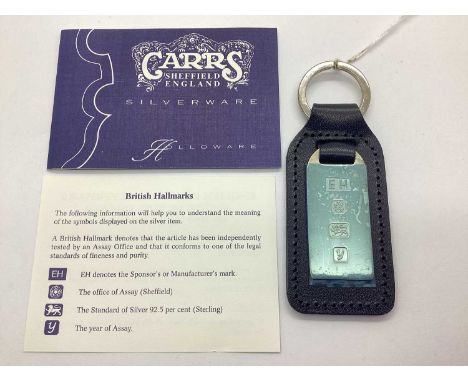 CARRS
SHEFFIELD
ENGLAND
SILVERWARE
Holloware
British Hallmarks
The following information will help you to understand the meaning
of the symbols displayed on the silver item.
A British Hallmark denotes that the article has been independently
tested by an Assay Office and that it conforms to one of the legal
standards of fineness and purity.
EH EH denotes the Sponsor's or Manufacturer's mark.
The office of Assay (Sheffield)
The Standard of Silver 92.5 per cent (Sterling)
y The year of Assay.
EH
y